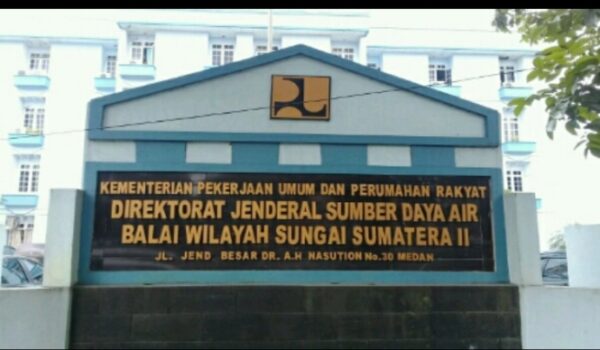 KEMENTERIAN PEKERJAAN UMUM DAN PERUMAHAN RAKYAT
DIREKTORAT JENDERAL SUMBER DAYA AIR
BALAI WILAYAH SUNGAI SUMATERA II
JL. JEND BESAR DR. A.H NASUTION No.30 MEDAN